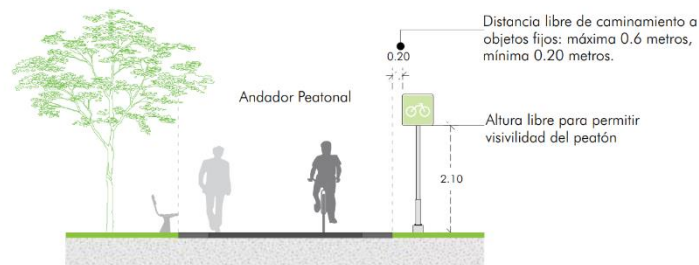 Distancia libre de caminamiento a
objetos fijos: máxima 0.6 metros,
mínima 0.20 metros.
0.20
Andador Peatonal
Altura libre para permitir
visivilidad del peatón
2.10